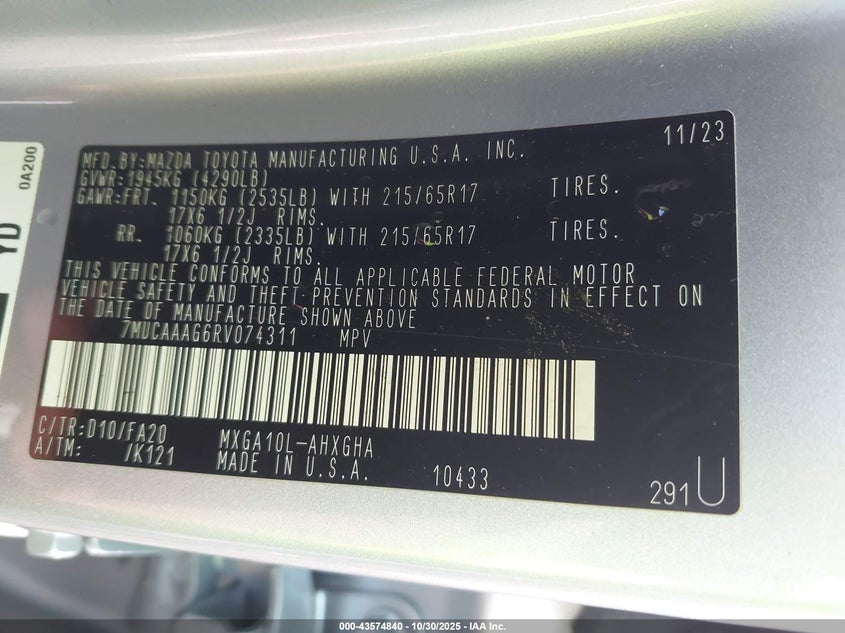 0A200
YD
11/23
MFD.BY:MAZDA TOYOTA MANUFACTURING U.S.A. INC.
GVWR:1945KG (4290LB)
GAWR:FRT. 1150KG (2535LB) WITH 215/65R17 TIRES.
17X6 1/2J RIMS.
RR. 1060KG (2335LB) WITH 215/65R17 TIRES.
17X6 1/2J RIMS.
THIS VEHICLE CONFORMS TO ALL APPLICABLE FEDERAL MOTOR
VEHICLE SAFETY AND THEFT PREVENTION STANDARDS IN EFFECT ON
THE DATE OF MANUFACTURE SHOWN ABOVE
7MUCAAAG6RV074311 MPV
C/TR:D10/FA20 MXGA10L-AHXGHA
A/TM: /K121 MADE IN U.S.A. 10433
291U
000-43574840 - 10/30/2025 - IAA Inc.